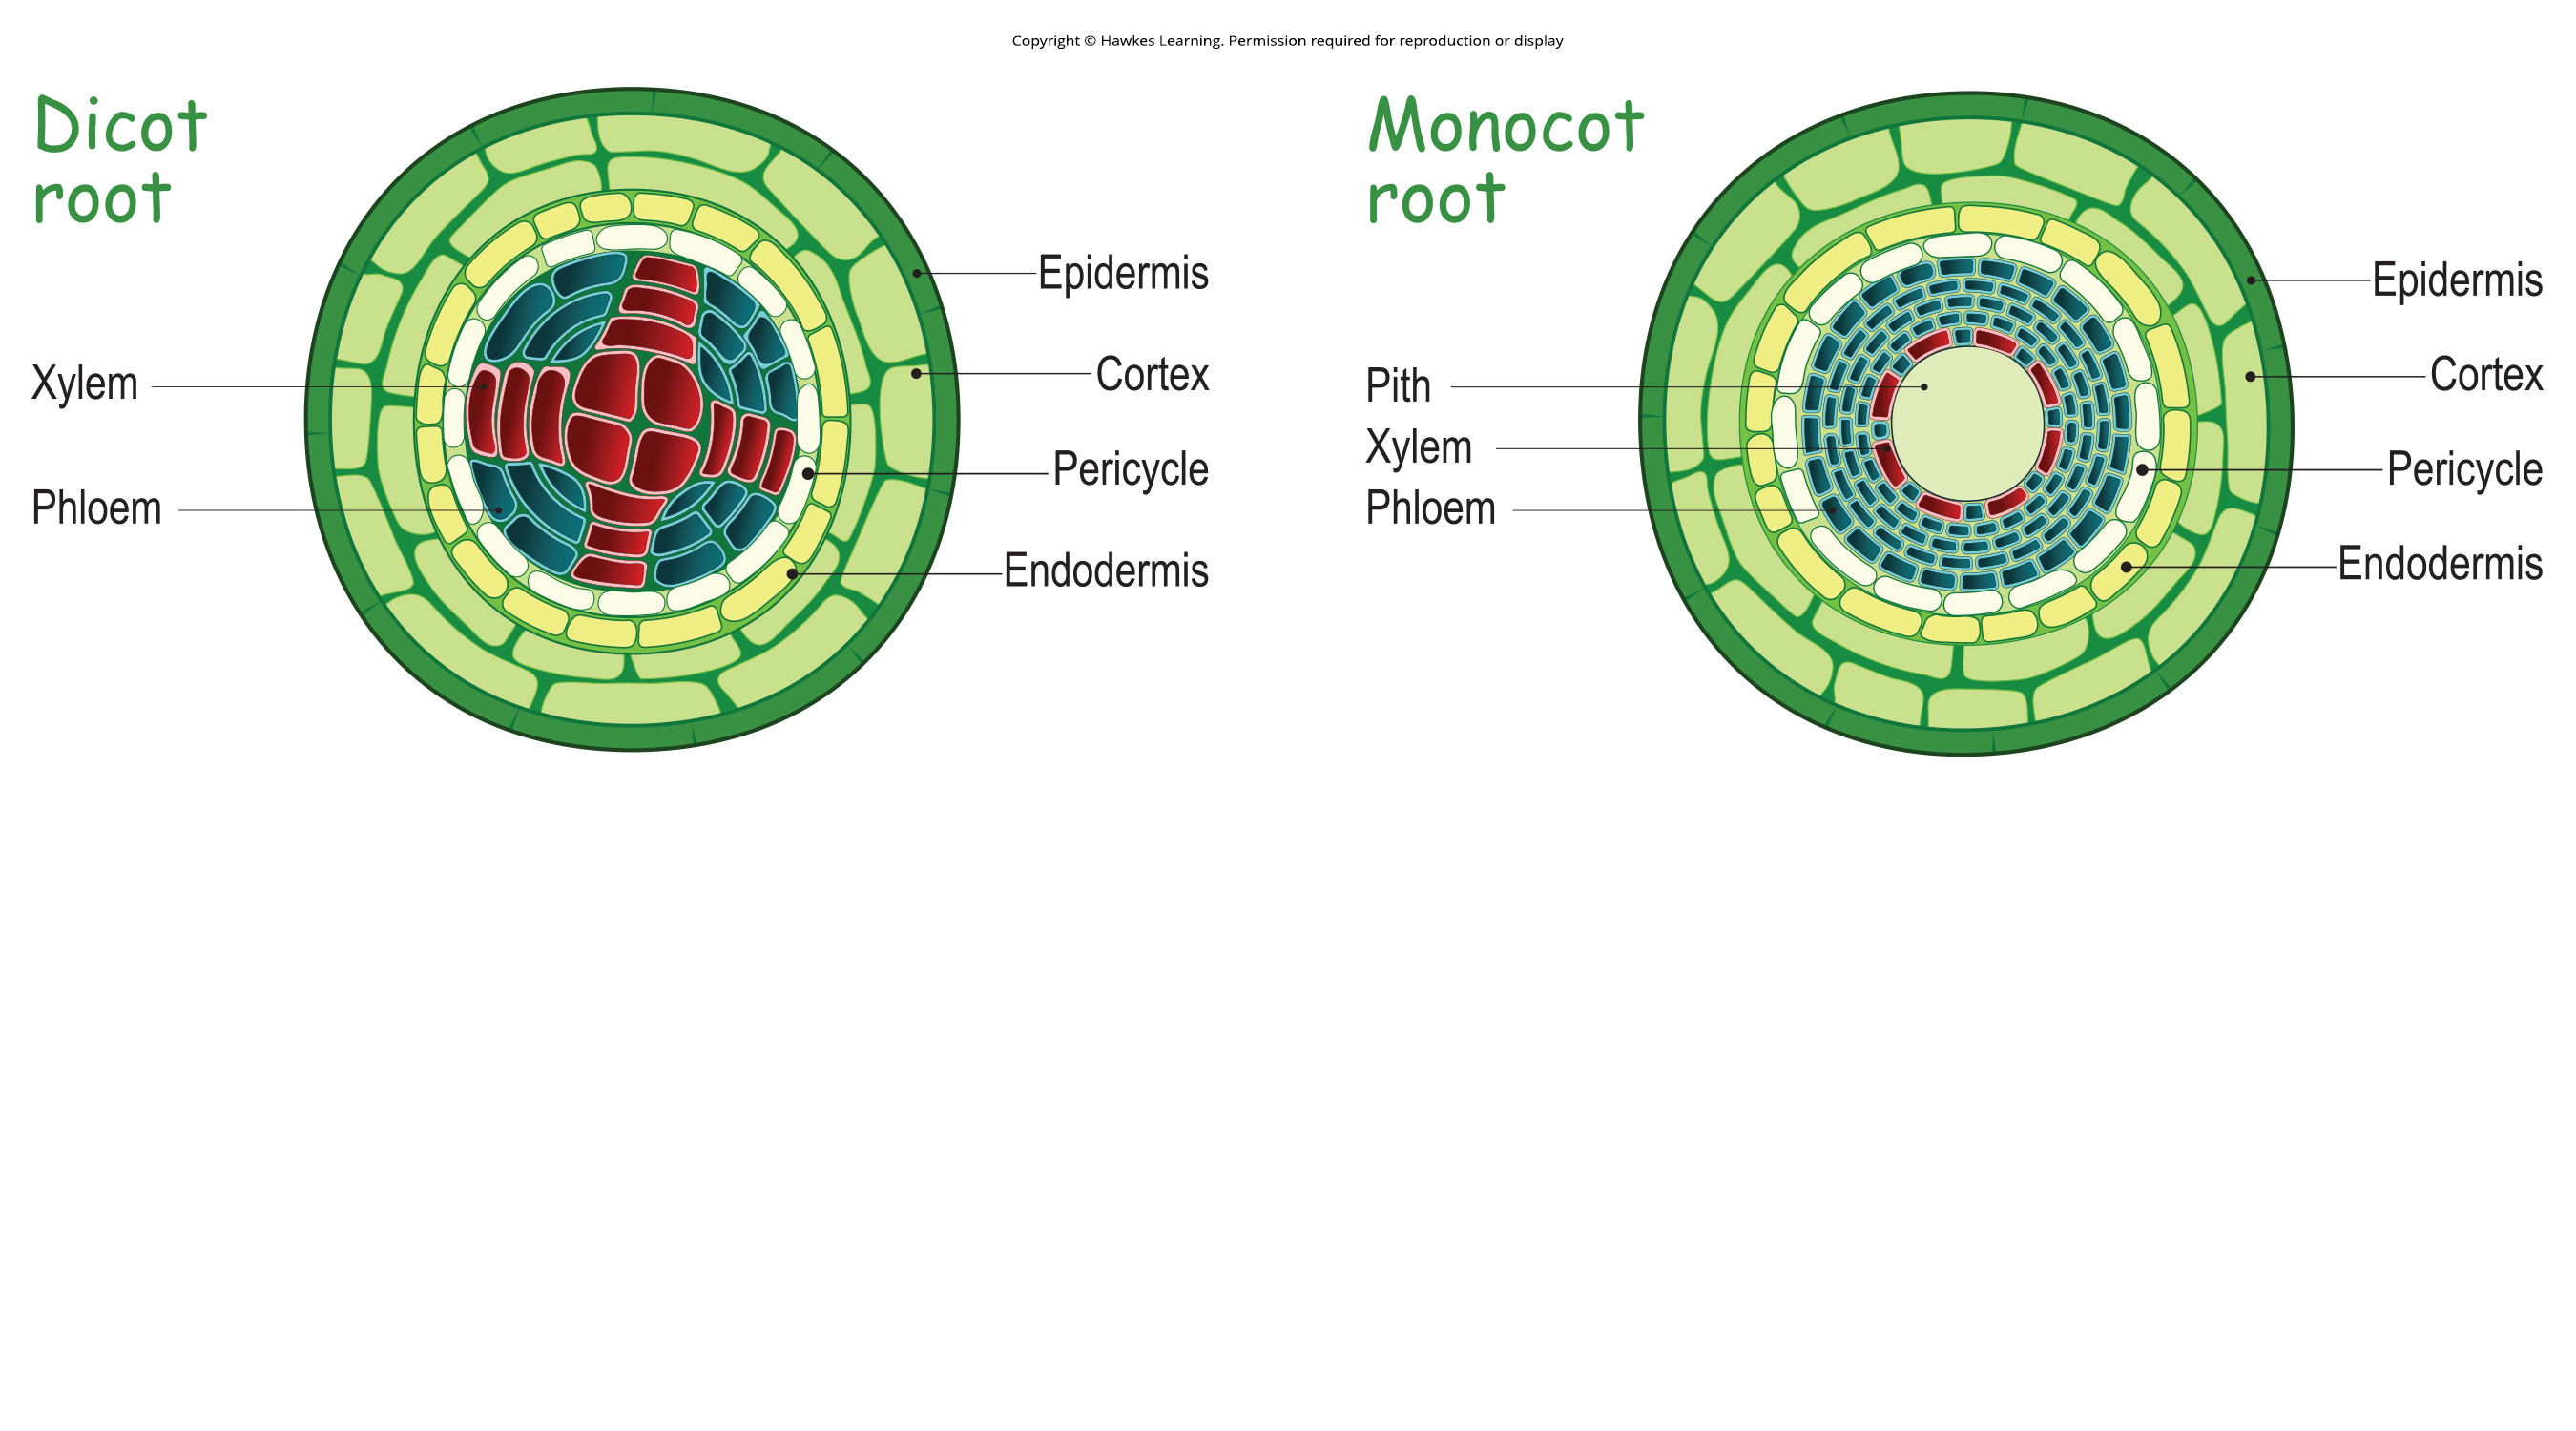 Copyright © Hawkes Learning. Permission required for reproduction or display
Dicot
root
Xylem
Phloem
Epidermis
Cortex
Pericycle
Endodermis
Monocot
root
Pith
Xylem
Phloem
Epidermis
Cortex
Pericycle
Endodermis